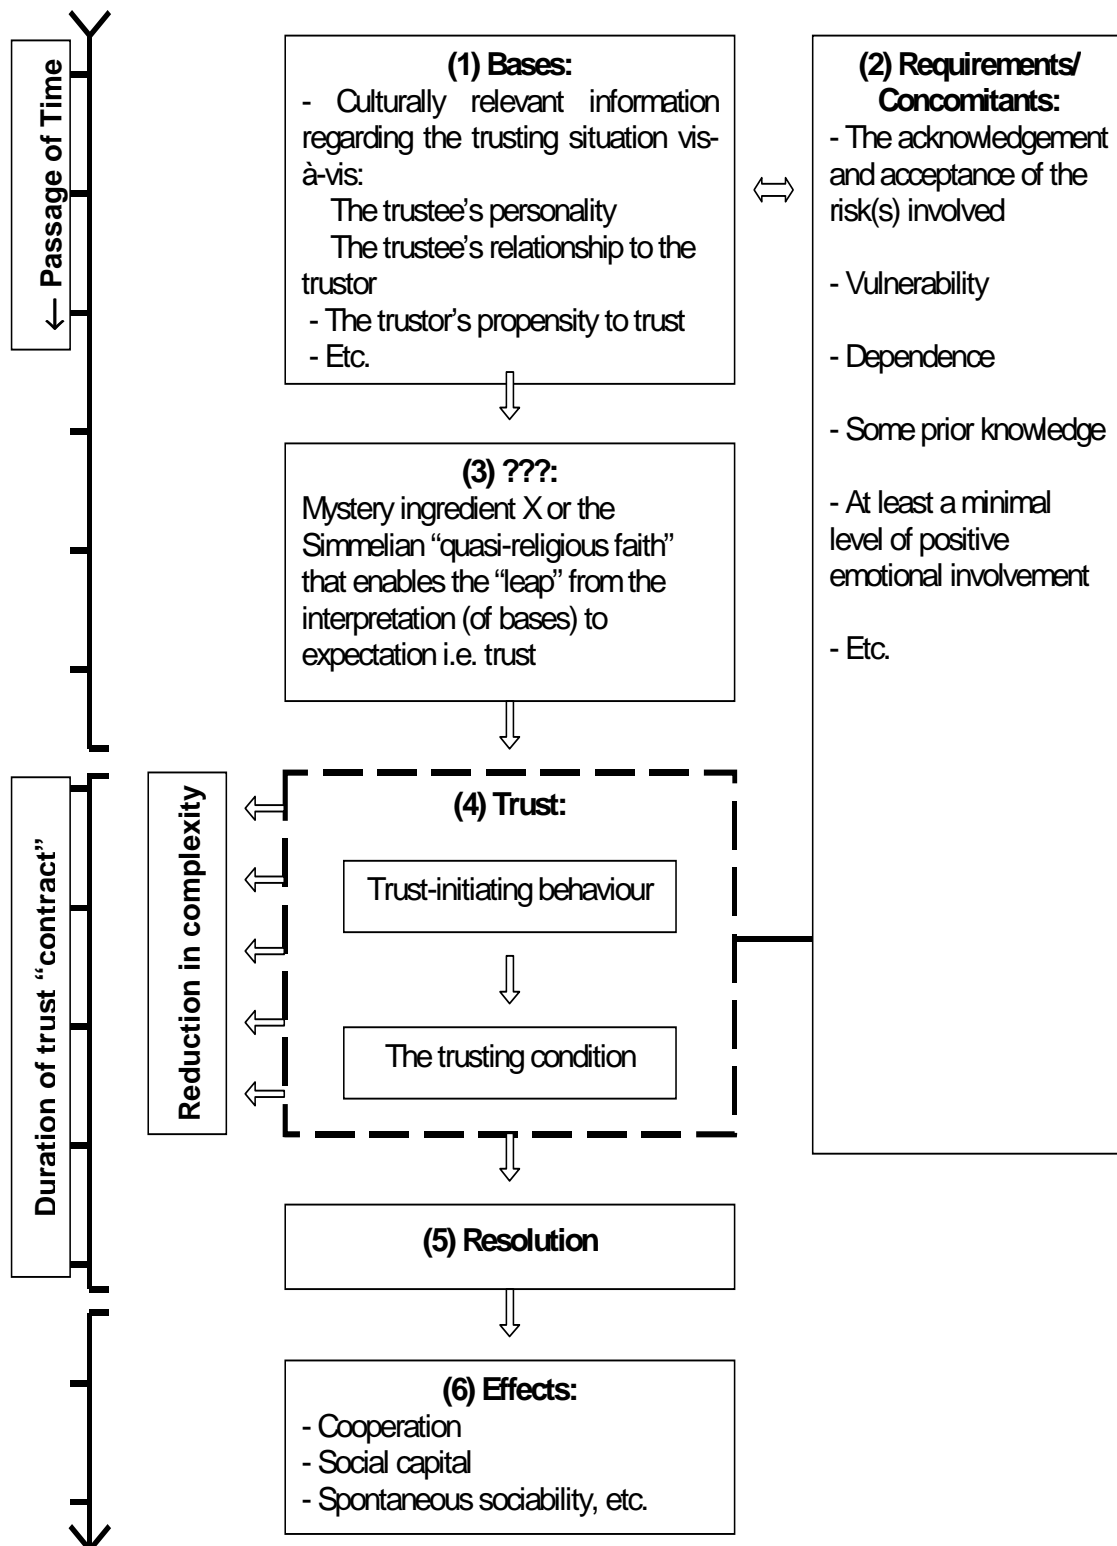 ← Passage of Time
(1) Bases:
- Culturally relevant information
regarding the trusting situation vis-
à-vis:
The trustee’s personality
The trustee’s relationship to the
trustor
- The trustor’s propensity to trust
- Etc.
(2) Requirements/
Concomitants:
- The acknowledgement
and acceptance of the
risk(s) involved
- Vulnerability
- Dependence
- Some prior knowledge
- At least a minimal
level of positive
emotional involvement
- Etc.
(3) ???:
Mystery ingredient X or the
Simmelian “quasi-religious faith”
that enables the “leap” from the
interpretation (of bases) to
expectation i.e. trust
Duration of trust “contract”
Reduction in complexity
(4) Trust:
Trust-initiating behaviour
The trusting condition
(5) Resolution
(6) Effects:
- Cooperation
- Social capital
- Spontaneous sociability, etc.